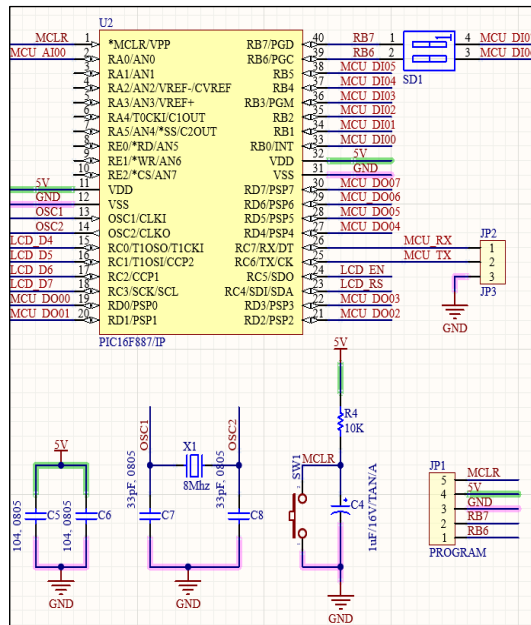 U2
MCLR 1 *MCLR/VPP RB7/PGD 40 RB7 1 4 MCU_DI07
MCU_AI00 2 RA0/AN0 RB6/PGC 39 RB6 2 3 MCU_DI06
3 RA1/AN1 RB5 38 MCU_DI05 SD1
4 RA2/AN2/VREF-/CVREF RB4 37 MCU_DI04
5 RA3/AN3/VREF+ RB3/PGM 36 MCU_DI03
6 RA4/T0CKI/C1OUT RB2 35 MCU_DI02
7 RA5/AN4/*SS/C2OUT RB1 34 MCU_DI01
8 RE0/*RD/AN5 RB0/INT 33 MCU_DI00
9 RE1/*WR/AN6 VDD 32 5V
10 RE2/*CS/AN7 VSS 31 GND
5V 11 VDD RD7/PSP7 30 MCU_DO07
GND 12 VSS RD6/PSP6 29 MCU_DO06
OSC1 13 OSC1/CLKI RD5/PSP5 28 MCU_DO05
OSC2 14 OSC2/CLKO RD4/PSP4 27 MCU_DO04 JP2
LCD_D4 15 RC0/T1OSO/T1CKI RC7/RX/DT 26 MCU_RX 1
LCD_D5 16 RC1/T1OSI/CCP2 RC6/TX/CK 25 MCU_TX 2
LCD_D6 17 RC2/CCP1 RC5/SDO 24 LCD_EN 3
LCD_D7 18 RC3/SCK/SCL RC4/SDI/SDA 23 LCD_RS JP3
MCU_DO00 19 RD0/PSP0 RD3/PSP3 22 MCU_DO03
MCU_DO01 20 RD1/PSP1 RD2/PSP2 21 MCU_DO02
GND
PIC16F887/IP
5V
R4
10K
OSC1 X1 OSC2
8Mhz
MCLR
SW1
5V
104, 0805 C5
104, 0805 C6
33pF, 0805 C7
33pF, 0805 C8
C4
1uF/16V/TAN/A
JP1
5 MCLR
4 5V
3 GND
2 RB7
1 RB6
PROGRAM
GND
GND
GND